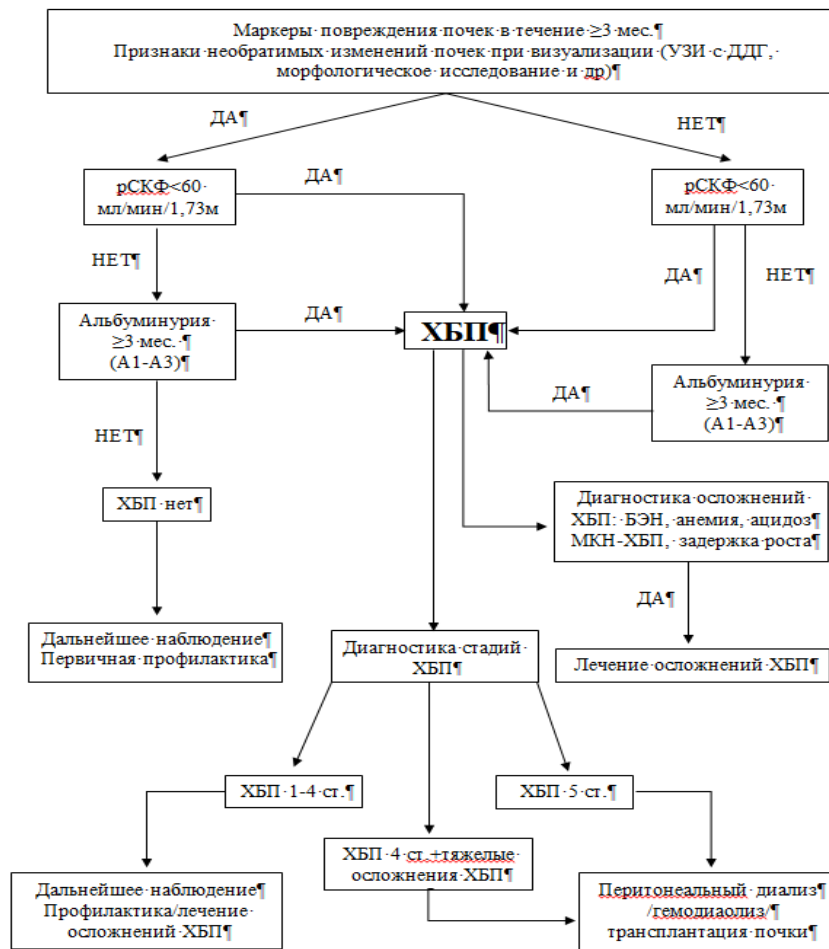 Маркеры повреждения почек в течение ≥3 мес.¶
Признаки необратимых изменений почек при визуализации (УЗИ с ДДГ,
морфологическое исследование и др)¶
ДА¶
НЕТ¶
рСКФ<60
мл/мин/1,73м
ДА¶
рСКФ<60
мл/мин/1,73м
НЕТ¶
ДА¶
НЕТ¶
Альбуминурия
≥3 мес. ¶
(А1-А3)¶
ДА¶
ХБП¶
Альбуминурия
≥3 мес. ¶
(А1-А3)¶
ДА¶
НЕТ¶
ХБП нет¶
Диагностика осложнений
ХБП: БЭН, анемия, ацидоз¶
МКН-ХБП, задержка роста¶
ДА¶
Дальнейшее наблюдение¶
Первичная профилактика¶
Диагностика стадий
ХБП¶
Лечение осложнений ХБП¶
ХБП 1-4 ст.¶
ХБП 5 ст.¶
ХБП 4 ст.+тяжелые
осложнения ХБП¶
¶
Дальнейшее наблюдение¶
Профилактика/лечение
осложнений ХБП¶
Перитонеальный диализ¶
/гемодиаолиз/¶
трансплантация почки¶